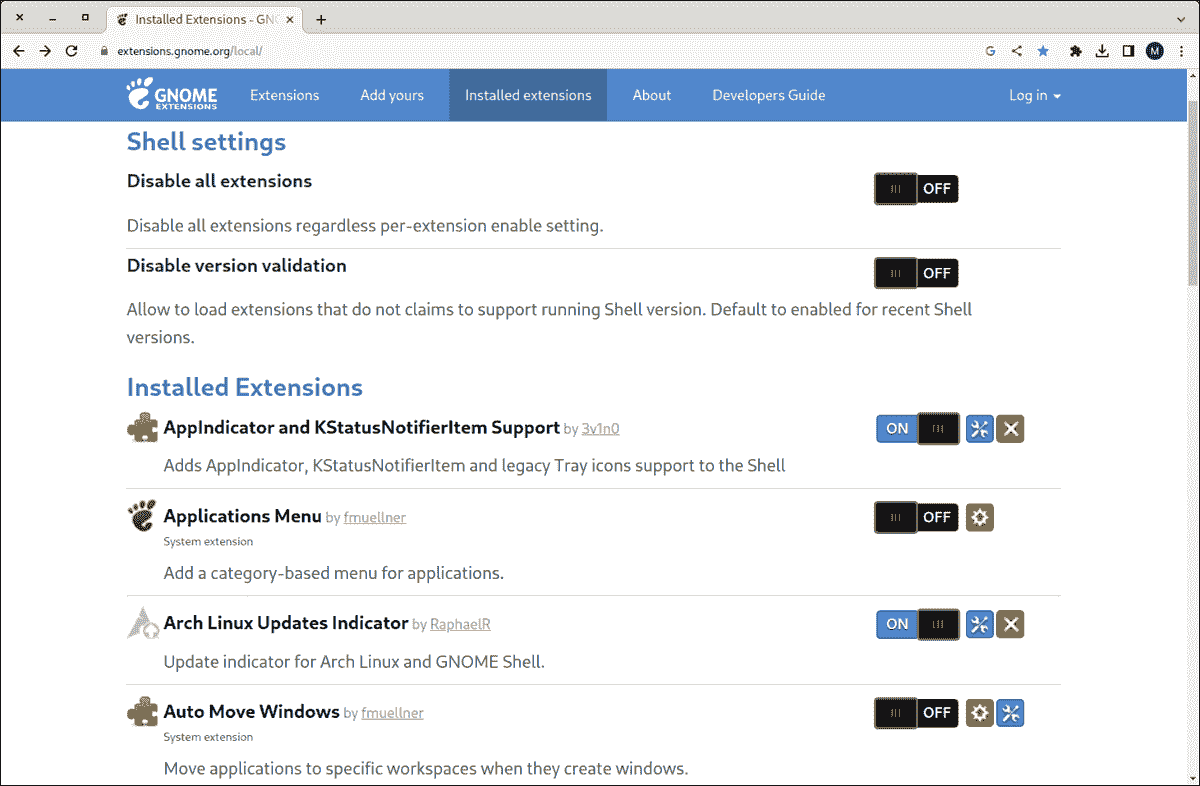 Installed Extensions - GN
extensions.gnome.org/local/
G
M
GNOME
EXTENSIONS
Extensions
Add yours
Installed extensions
About
Developers Guide
Log in
Shell settings
Disable all extensions
OFF
Disable all extensions regardless per-extension enable setting.
Disable version validation
OFF
Allow to load extensions that do not claims to support running Shell version. Default to enabled for recent Shell
versions.
Installed Extensions
AppIndicator and KStatusNotifierItem Support by 3v1n0
ON
Adds AppIndicator, KStatusNotifierItem and legacy Tray icons support to the Shell
Applications Menu by fmuellner
OFF
System extension
Add a category-based menu for applications.
Arch Linux Updates Indicator by RaphaelR
ON
Update indicator for Arch Linux and GNOME Shell.
Auto Move Windows by fmuellner
OFF
System extension
Move applications to specific workspaces when they create windows.